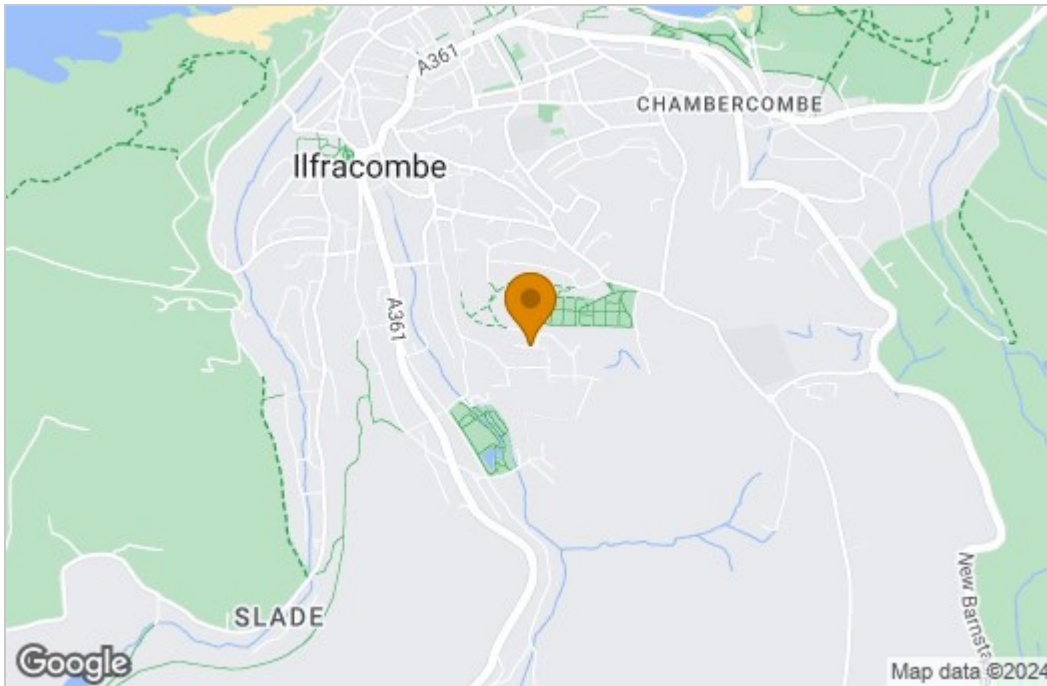 A361
CHAMBERCOMBE
Ilfracombe
A361
SLADE
New Barnsta
Google
Map data ©2024